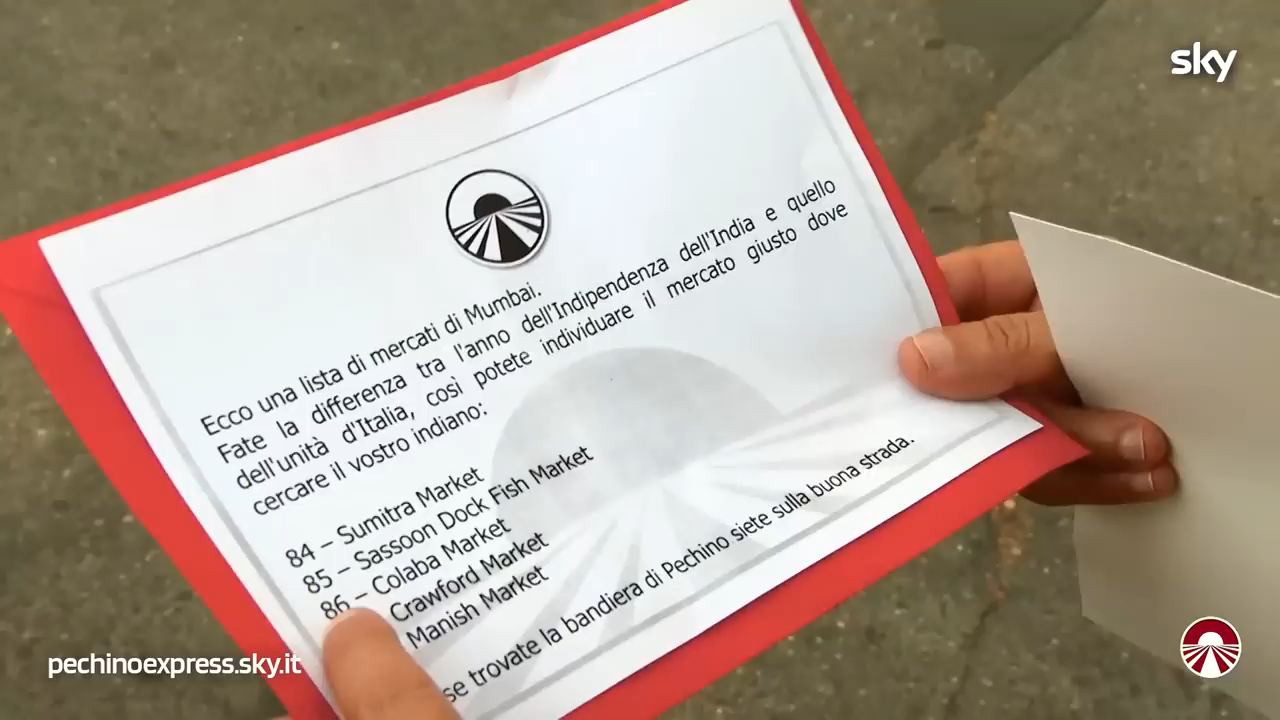 sky
Ecco una lista di mercati di Mumbai.
Fate la differenza tra l'anno dell'Indipendenza dell'India e quello
dell'unità d'Italia, così potete individuare il mercato giusto dove
cercare il vostro indiano:
84 – Sumitra Market
85 – Sassoon Dock Fish Market
86 – Colaba Market
Crawford Market
Manish Market
se trovate la bandiera di Pechino siete sulla buona strada.
pechinoexpress.sky.it